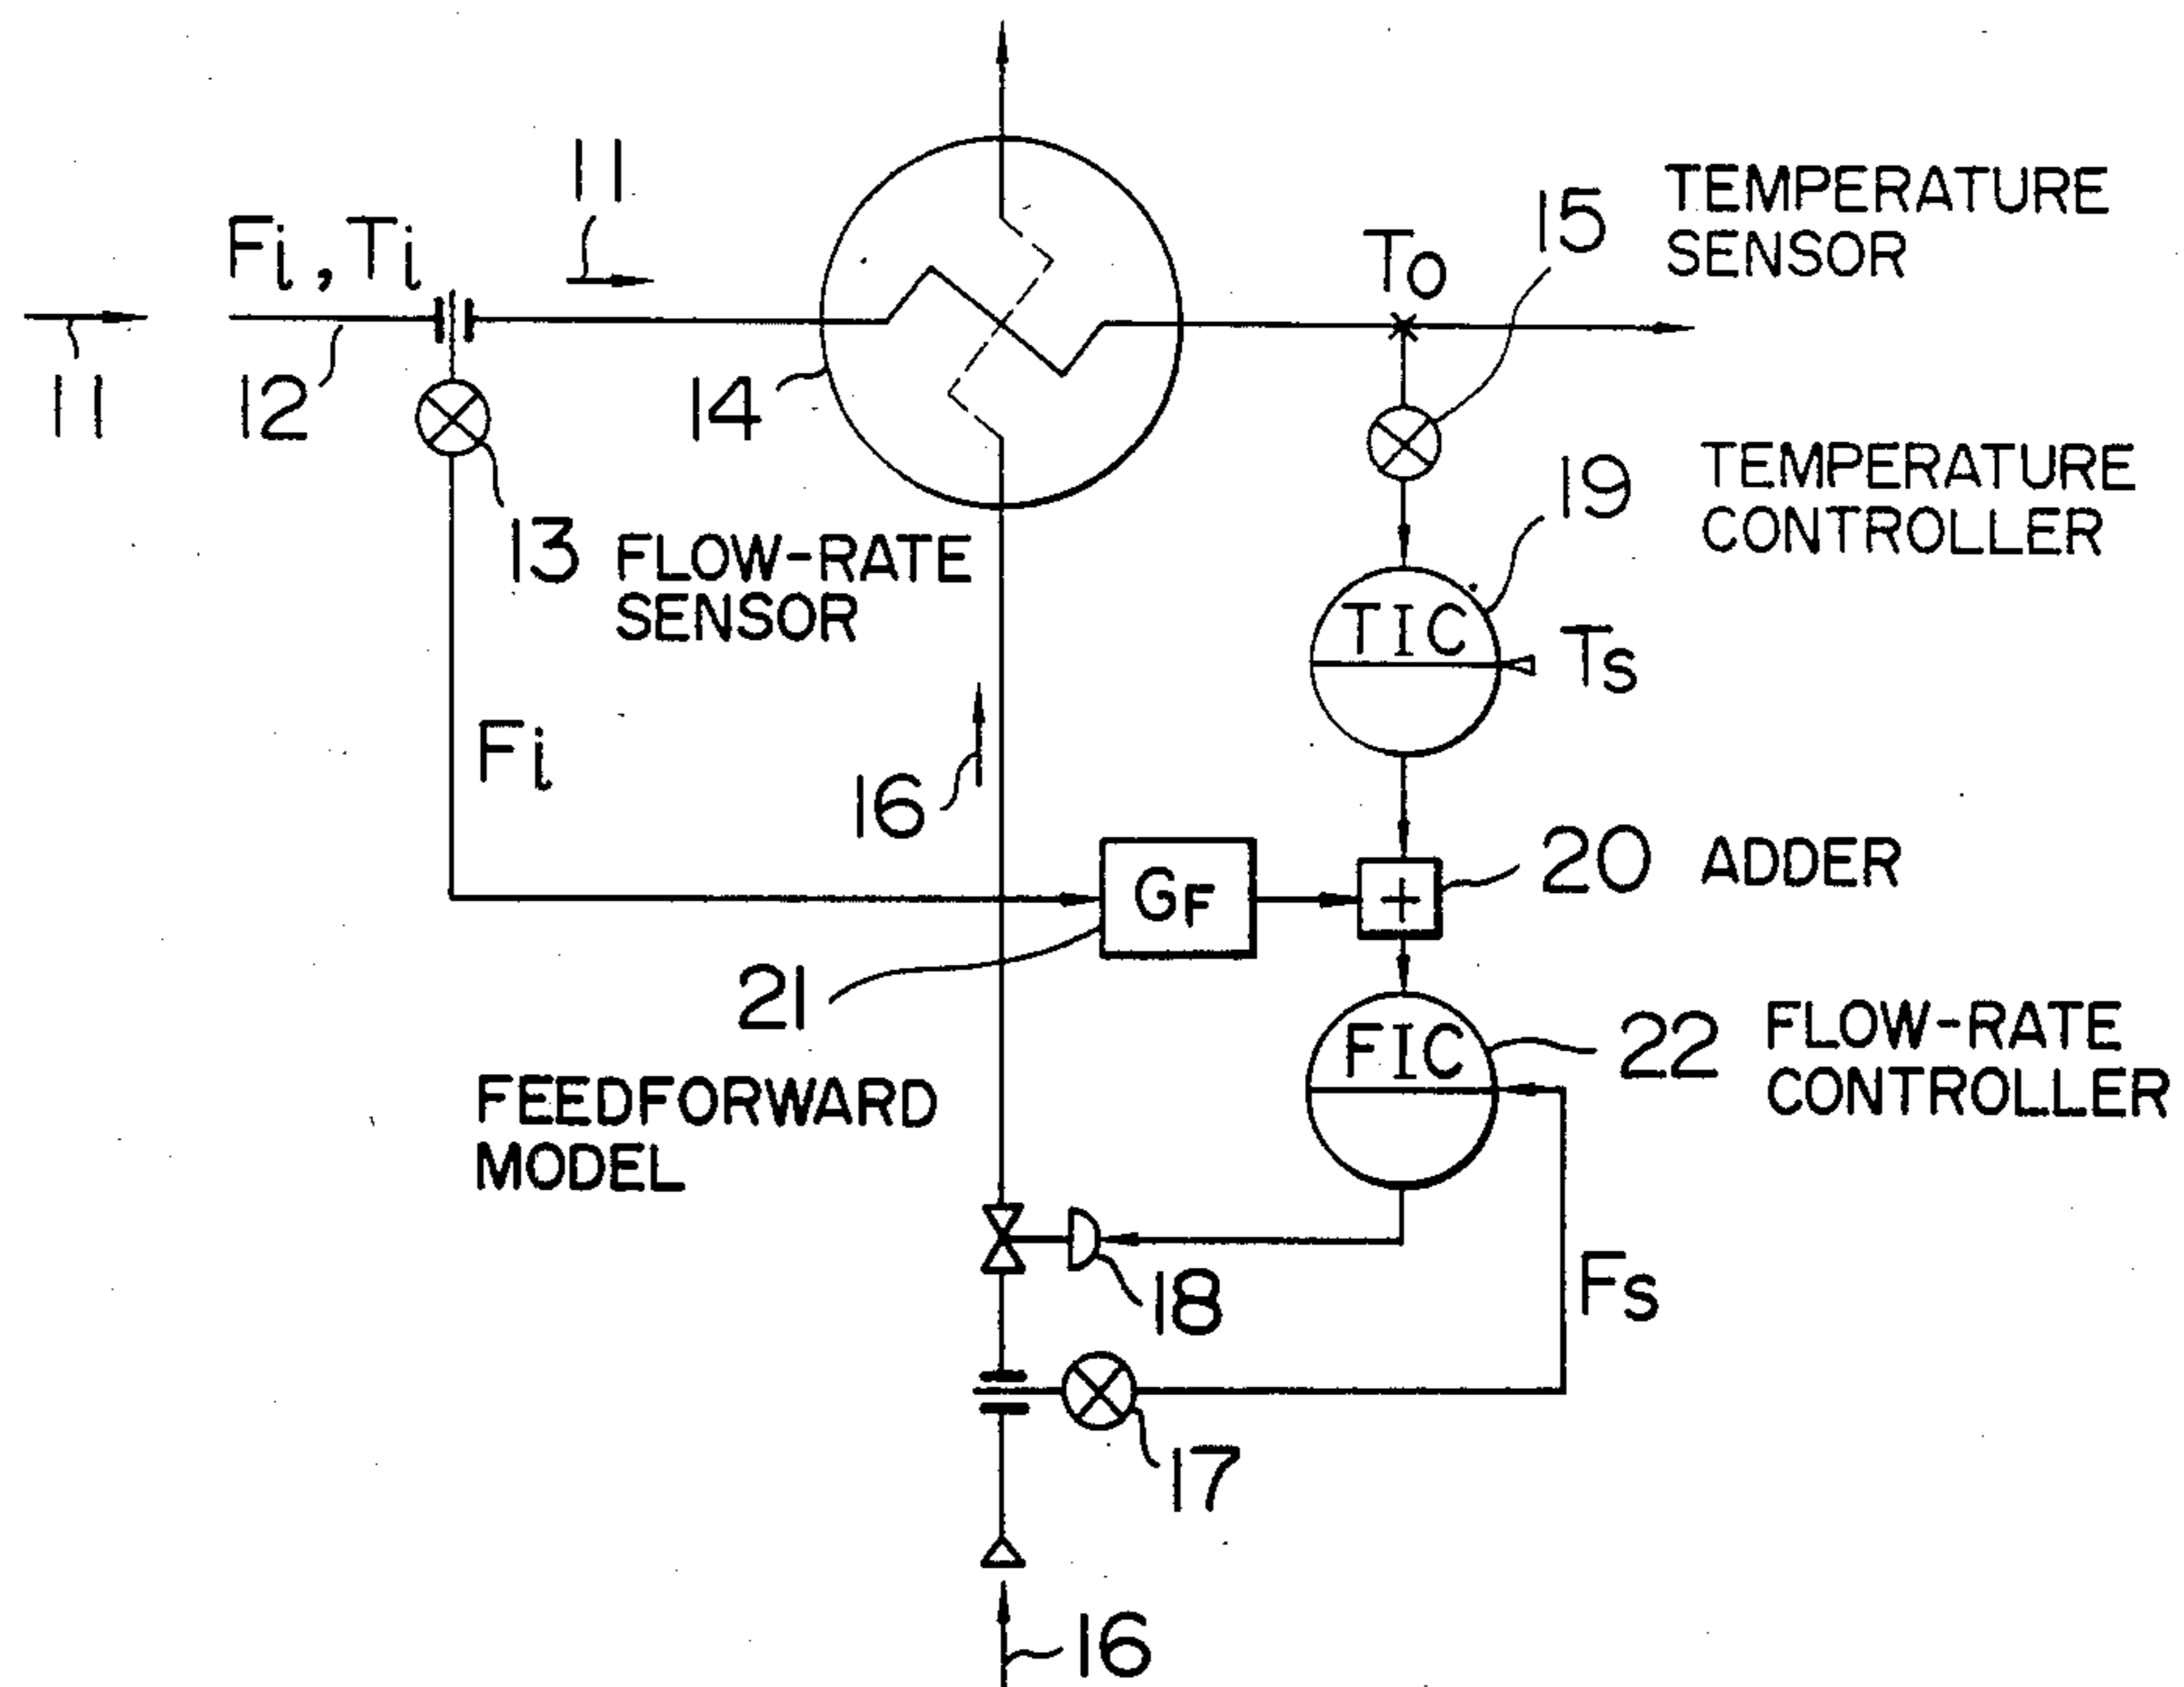 11
Fi, Ti
15
TEMPERATURE
SENSOR
To
11
12
14
19
TEMPERATURE
CONTROLLER
13
FLOW-RATE
SENSOR
TIC
Ts
Fi
16
GF
+
20
ADDER
21
FIC
22
FLOW-RATE
CONTROLLER
FEEDFORWARD
MODEL
18
Fs
17
16